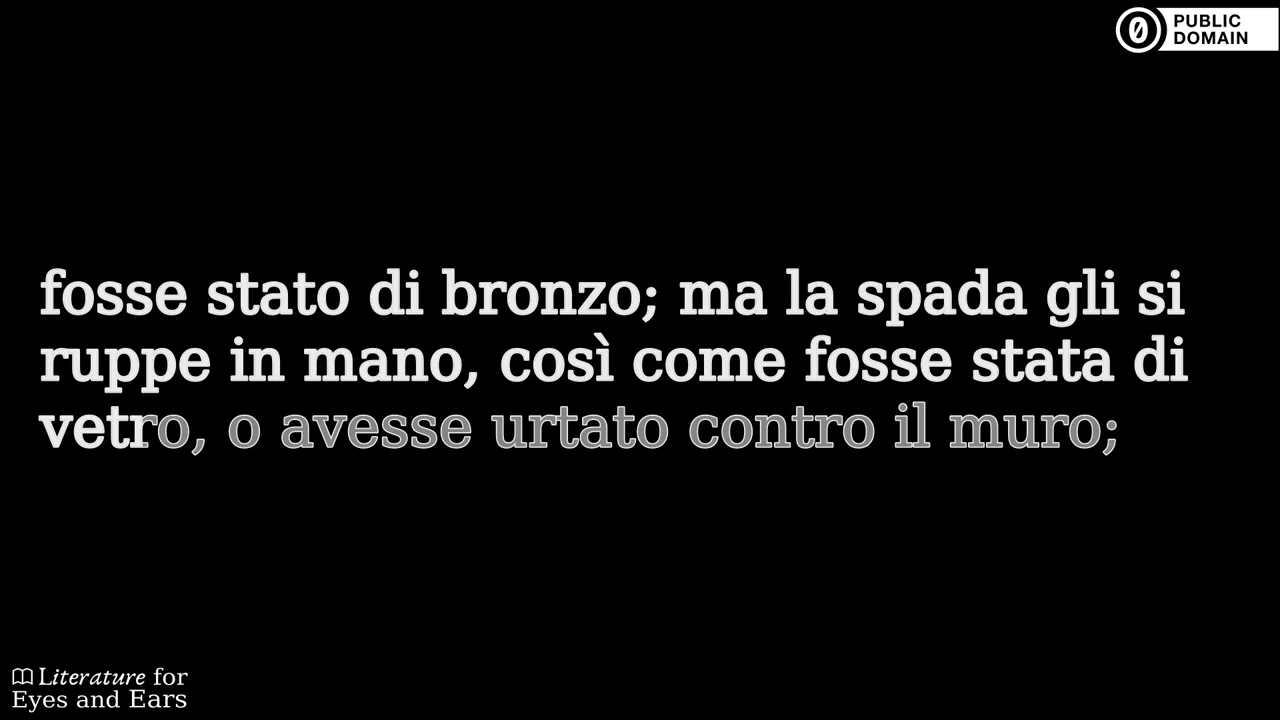 PUBLIC
DOMAIN
fosse stato di bronzo; ma la spada gli si
ruppe in mano, così come fosse stata di
vetro, o avesse urtato contro il muro;
Literature for
Eyes and Ears